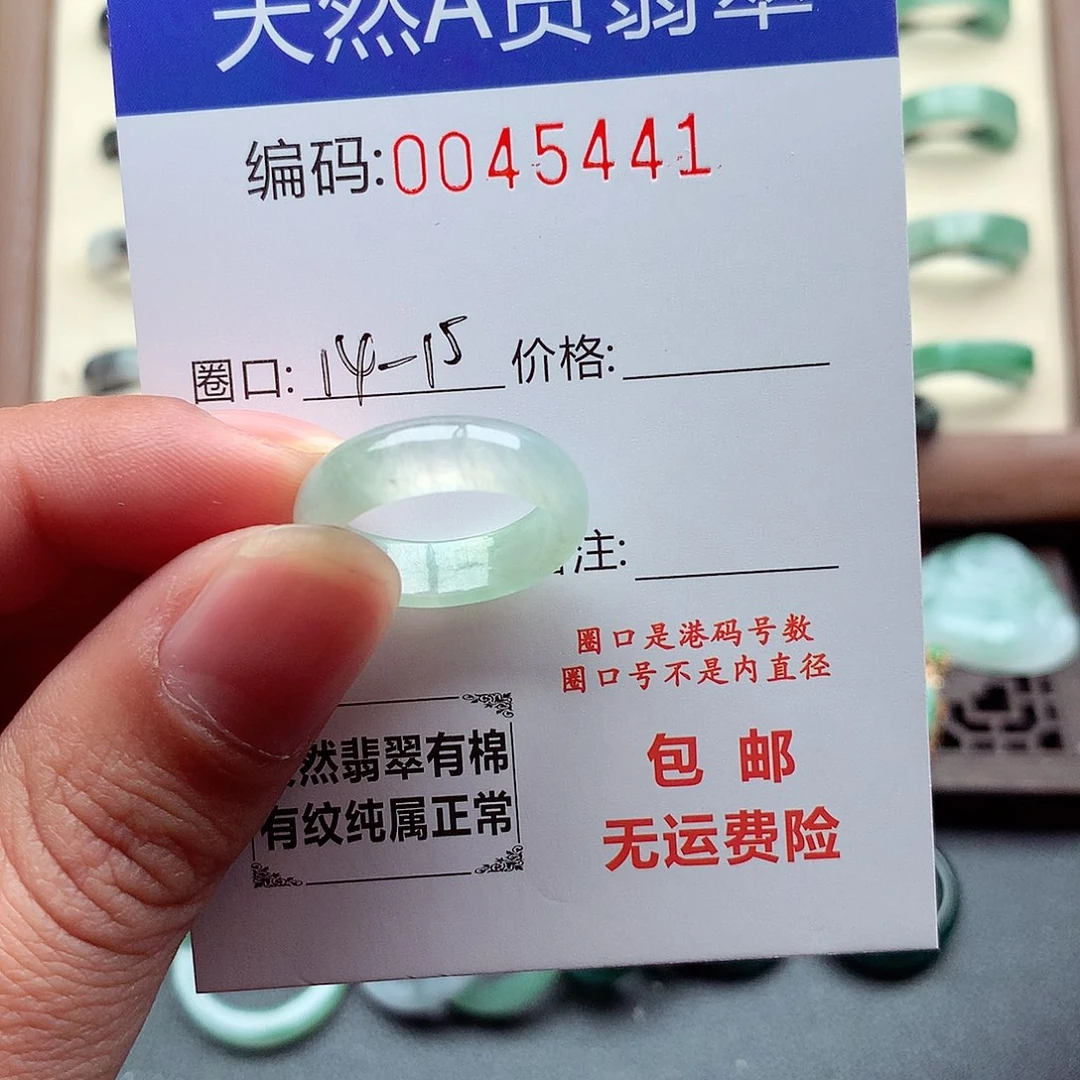 天然A货翡翠
编码:0045441
圈口: 14-15 价格:
注:
圈口是港码号数
圈口号不是内直径
然翡翠有棉
有纹纯属正常
包邮
无运费险